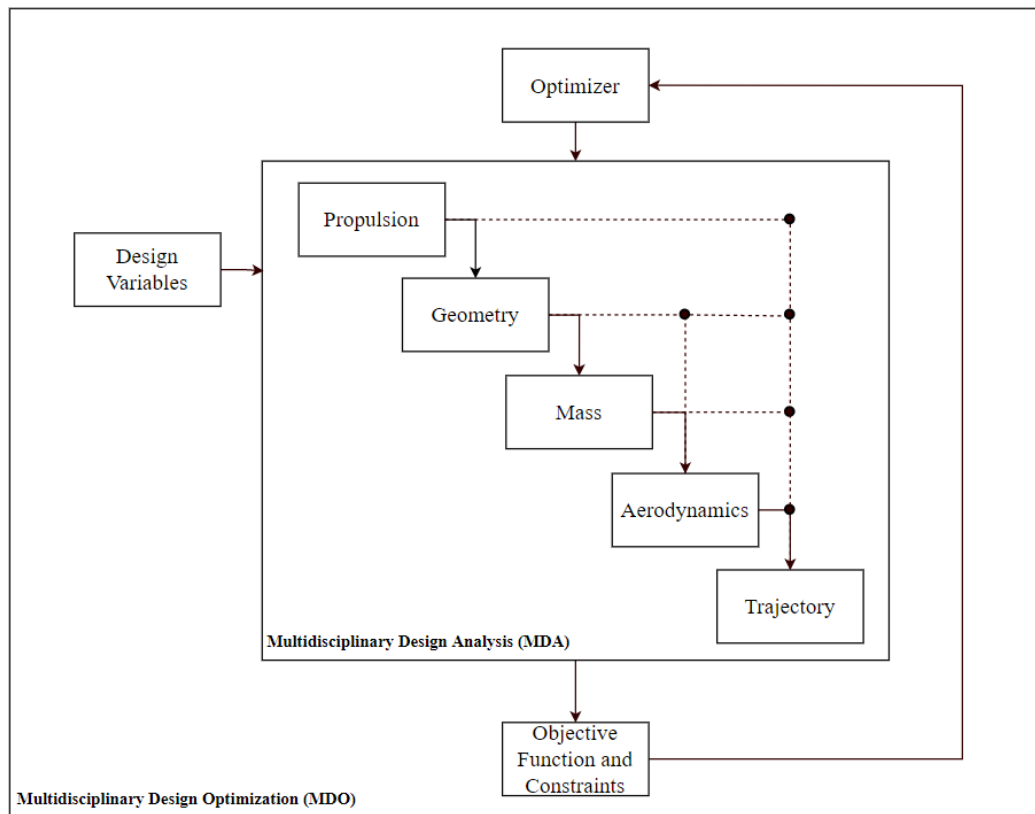 Optimizer
Propulsion
Design
Variables
Geometry
Mass
Aerodynamics
Trajectory
Multidisciplinary Design Analysis (MDA)
Objective
Function and
Constraints
Multidisciplinary Design Optimization (MDO)